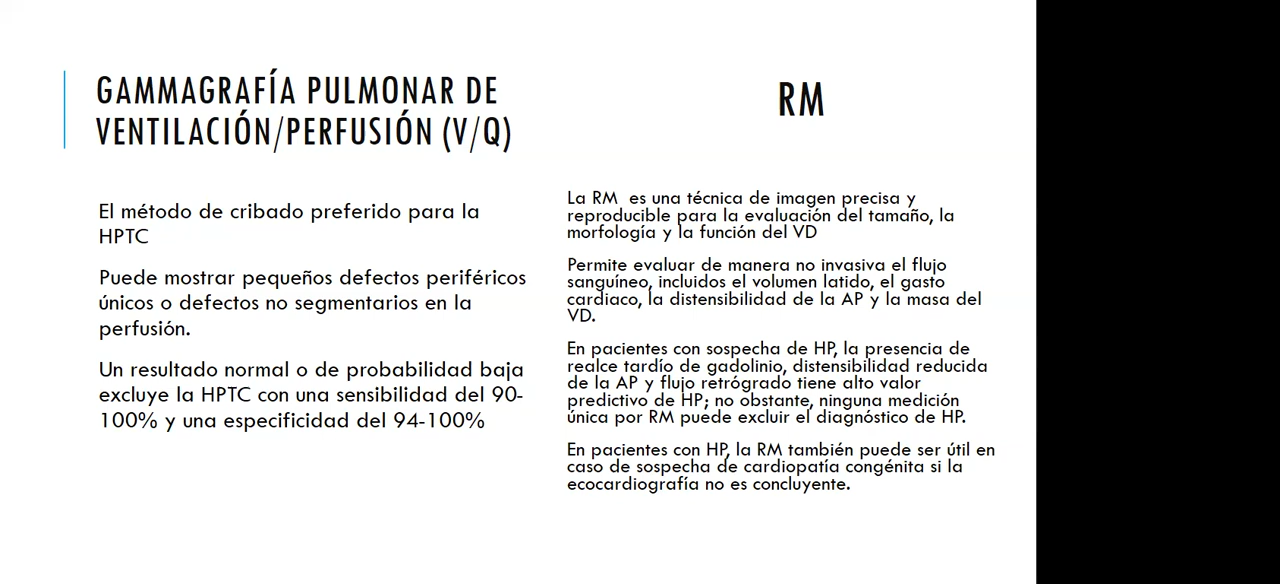 GAMMAGRAFÍA PULMONAR DE
VENTILACIÓN/PERFUSIÓN (V/Q)
El método de cribado preferido para la
HPTC
Puede mostrar pequeños defectos periféricos
únicos o defectos no segmentarios en la
perfusión.
Un resultado normal o de probabilidad baja
excluye la HPTC con una sensibilidad del 90-
100% y una especificidad del 94-100%
RM
La RM es una técnica de imagen precisa y
reproducible para la evaluación del tamaño, la
morfología y la función del VD
Permite evaluar de manera no invasiva el flujo
sanguíneo, incluidos el volumen latido, el gasto
cardiaco, la distensibilidad de la AP y la masa del
VD.
En pacientes con sospecha de HP, la presencia de
realce tardío de gadolinio, distensibilidad reducida
de la AP y flujo retrógrado tiene alto valor
predictivo de HP; no obstante, ninguna medición
única por RM puede excluir el diagnóstico de HP.
En pacientes con HP, la RM también puede ser útil en
caso de sospecha de cardiopatía congénita si la
ecocardiografía no es concluyente.